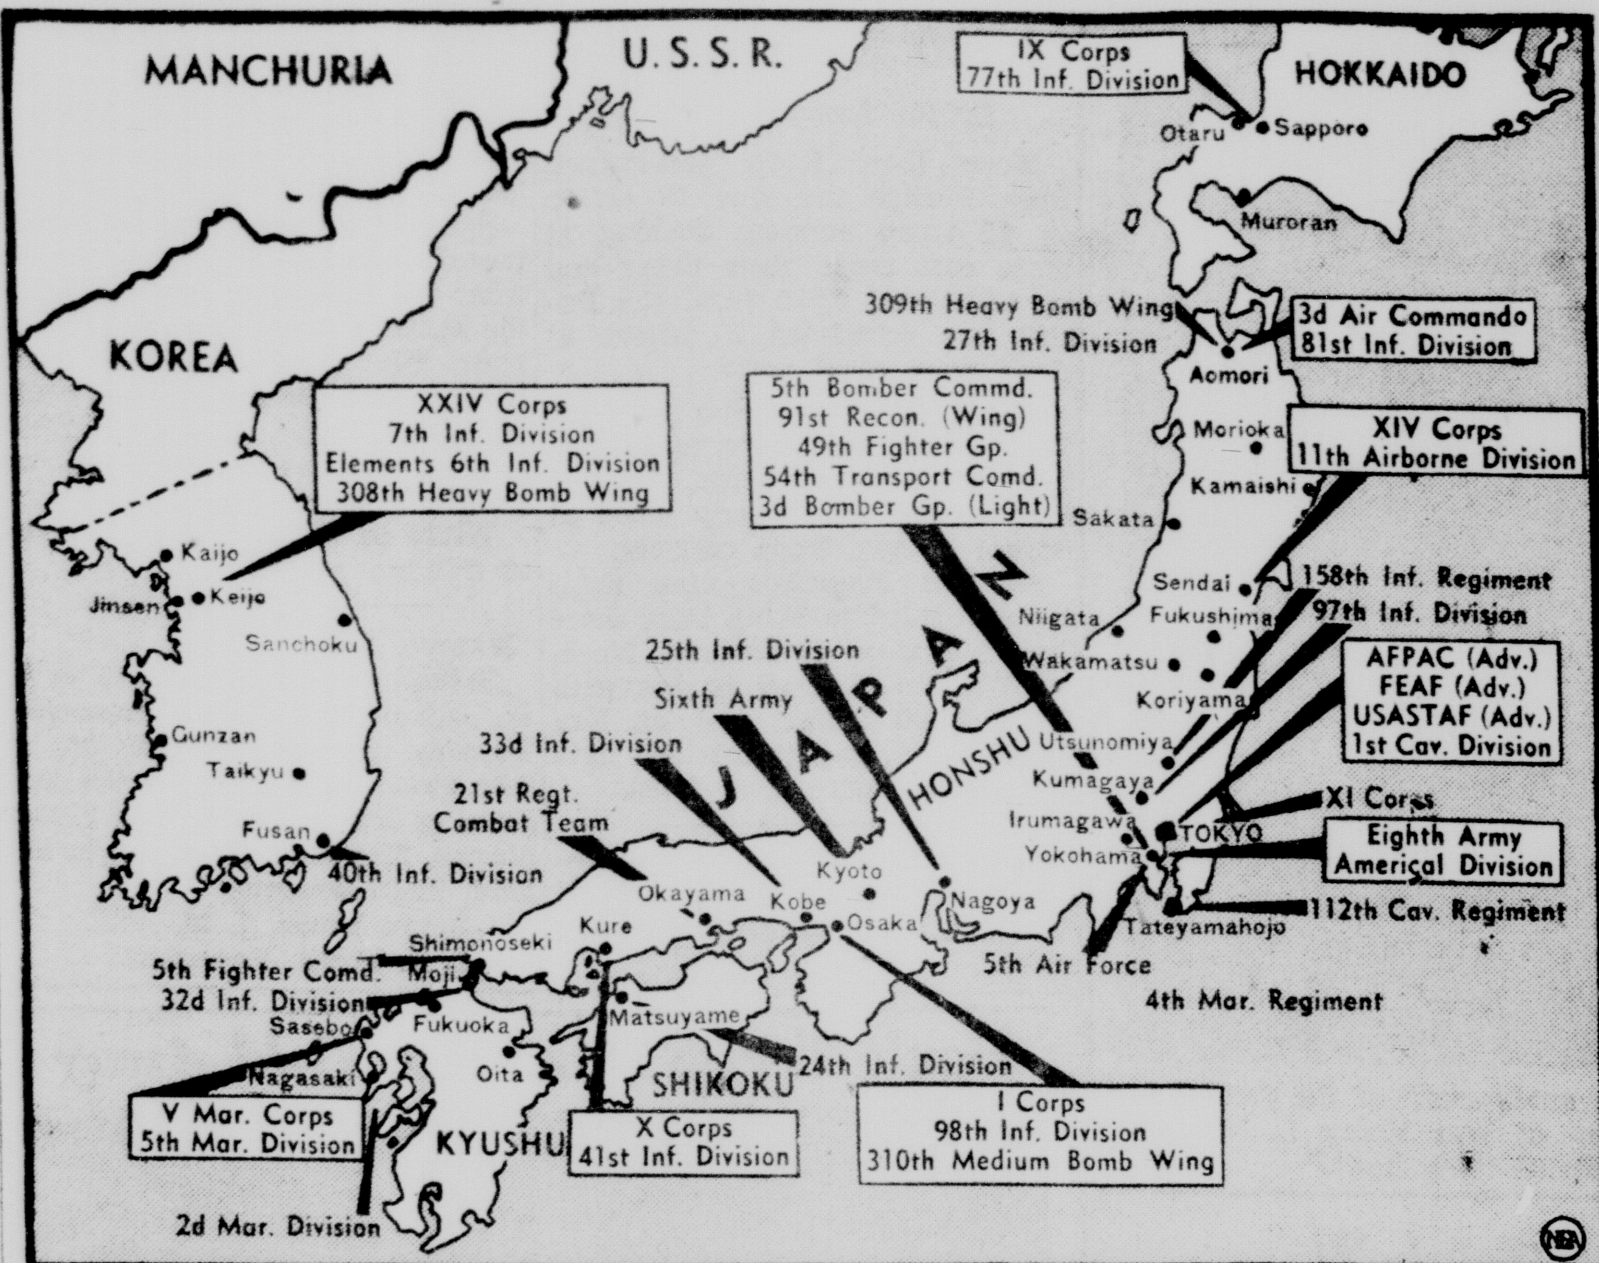 MANCHURIA
U. S. S. R.
IX Corps
77th Inf. Division
HOKKAIDO
Otaru
Sapporo
Muroran
309th Heavy Bomb Wing
27th Inf. Division
3d Air Commando
81st Inf. Division
Aomori
KOREA
XXIV Corps
7th Inf. Division
Elements 6th Inf. Division
308th Heavy Bomb Wing
5th Bomber Commd.
91st Recon. (Wing)
49th Fighter Gp.
54th Transport Comd.
3d Bomber Gp. (Light)
Morioka
XIV Corps
11th Airborne Division
Kamaishi
Sakata
Kaijo
Keijo
Jinsen
Sanchoku
Sendai
158th Inf. Regiment
Niigata
Fukushima
97th Inf. Division
25th Inf. Division
JAPAN
Wakamatsu
AFPAC (Adv.)
FEAF (Adv.)
USASTAF (Adv.)
1st Cav. Division
Sixth Army
Koriyama
Gunzan
33d Inf. Division
HONSHU
Utsunomiya
Taikyu
Kumagaya
21st Regt.
Combat Team
XI Corps
Irumagawa
TOKYO
Fusan
Eighth Army
Americal Division
Yokohama
40th Inf. Division
Kyoto
Okayama
Kobe
Nagoya
112th Cav. Regiment
Osaka
Tateyamahojo
Kure
Shimonoseki
5th Fighter Comd.
Moji
5th Air Force
32d Inf. Division
4th Mar. Regiment
Sasebo
Fukuoka
Matsuyame
Nagasaki
Oita
24th Inf. Division
SHIKOKU
V Mar. Corps
5th Mar. Division
KYUSHU
X Corps
41st Inf. Division
I Corps
98th Inf. Division
310th Medium Bomb Wing
2d Mar. Division
NEA